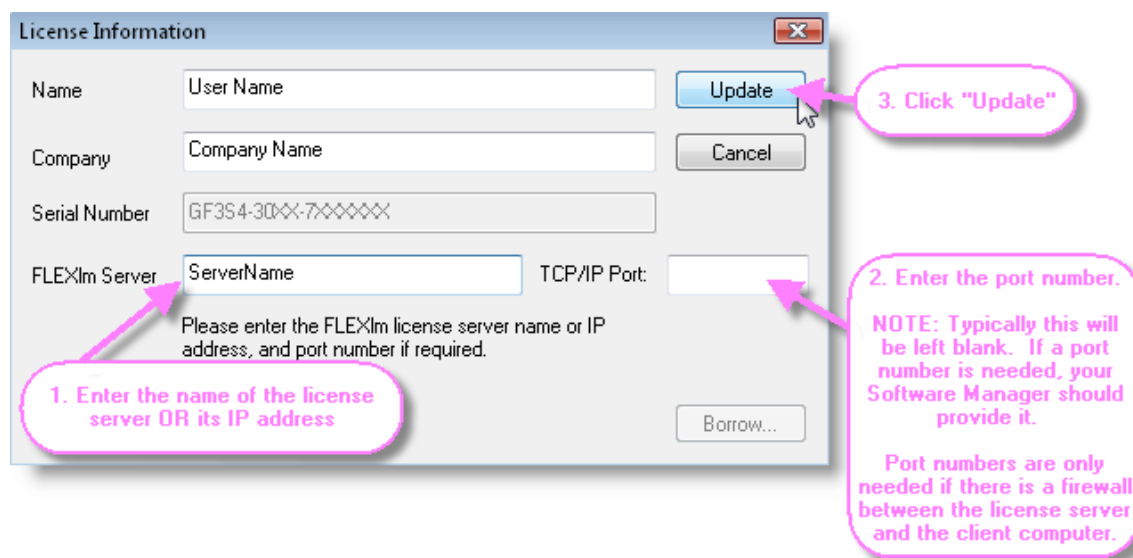 License Information
Name
User Name
Update
3. Click "Update"
Company
Company Name
Cancel
Serial Number
GF3S4-30XX-7XXXXXX
FLEXlm Server
ServerName
TCP/IP Port:
Please enter the FLEXlm license server name or IP
address, and port number if required.
1. Enter the name of the license
server OR its IP address
2. Enter the port number.
NOTE: Typically this will
be left blank. If a port
number is needed, your
Software Manager should
provide it.
Port numbers are only
needed if there is a firewall
between the license server
and the client computer.
Borrow...